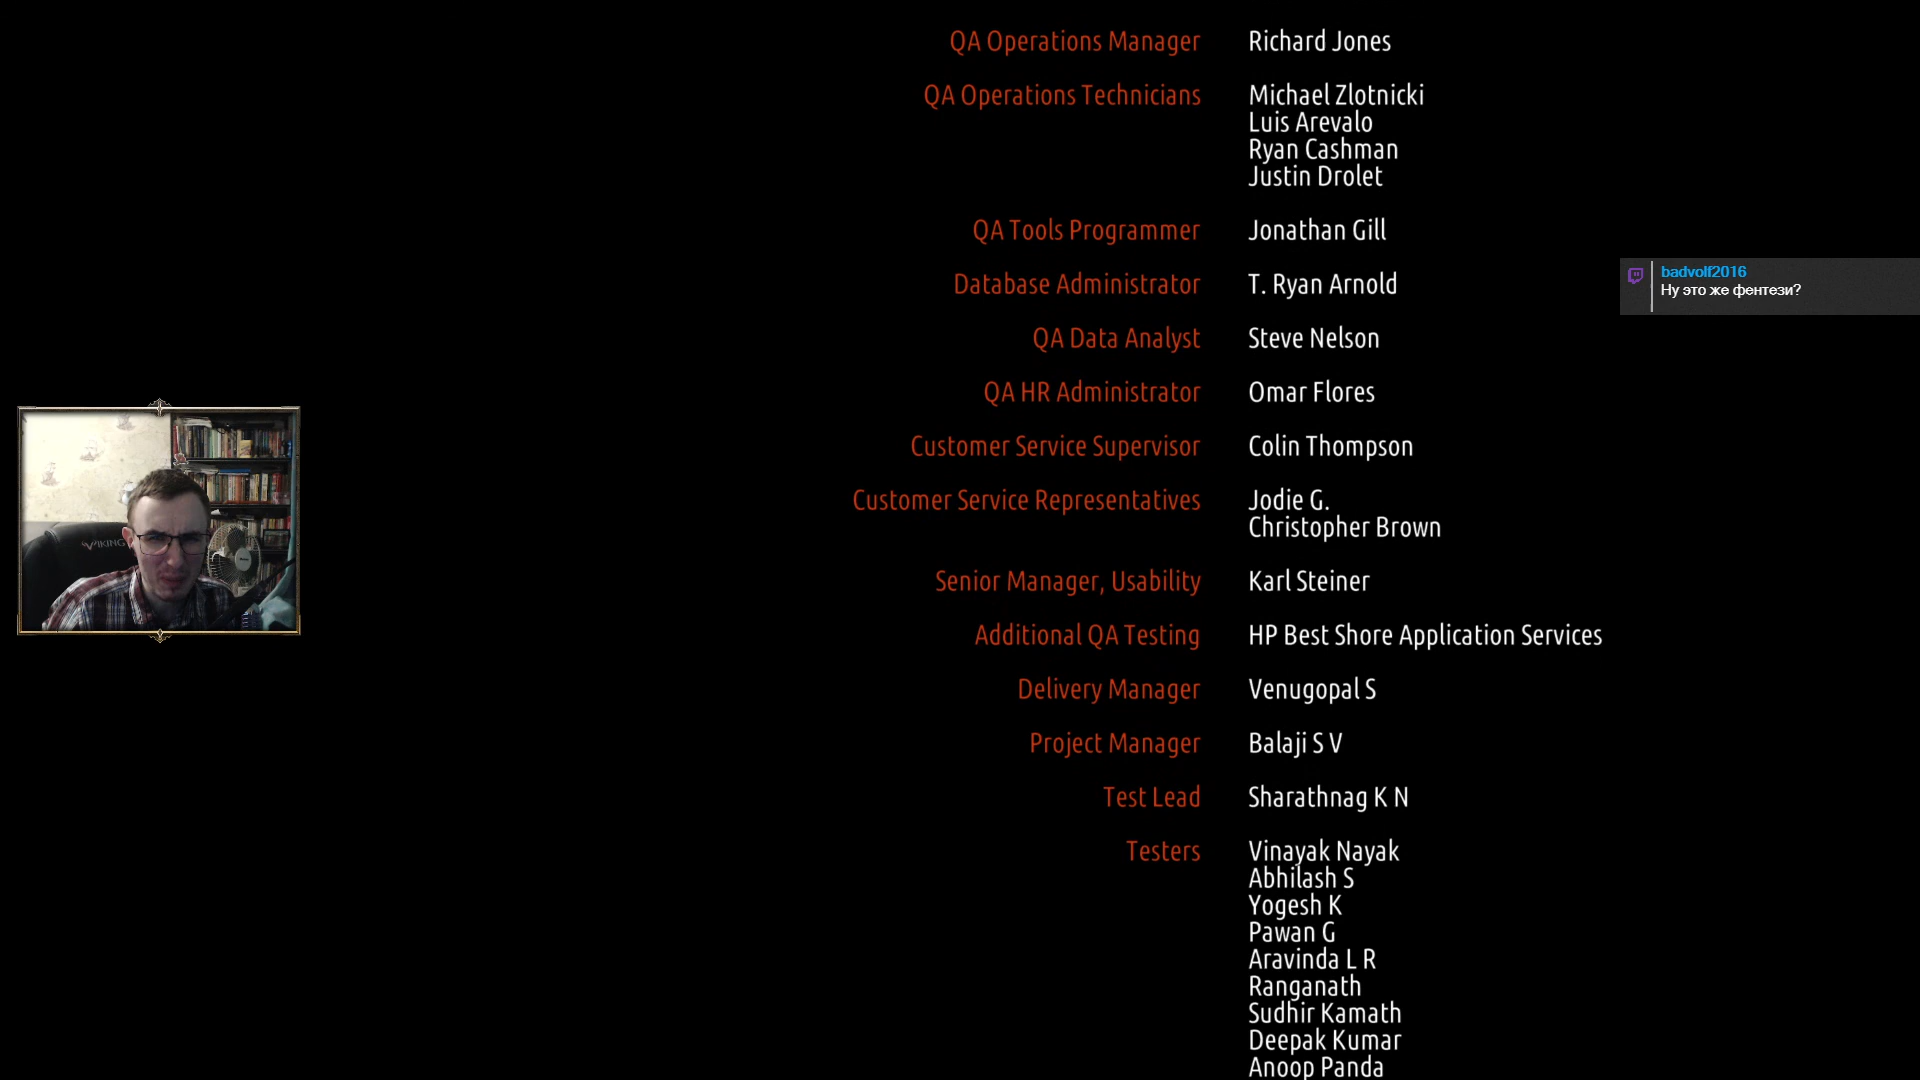 QA Operations Manager Richard Jones
QA Operations Technicians Michael Zlotnicki
Luis Arevalo
Ryan Cashman
Justin Drolet
QA Tools Programmer Jonathan Gill
Database Administrator T. Ryan Arnold
badvolf2016
Ну это же фентези?
QA Data Analyst Steve Nelson
QA HR Administrator Omar Flores
Customer Service Supervisor Colin Thompson
Customer Service Representatives Jodie G.
Christopher Brown
VIKING
Senior Manager, Usability Karl Steiner
Additional QA Testing HP Best Shore Application Services
Delivery Manager Venugopal S
Project Manager Balaji S V
Test Lead Sharathnag K N
Testers Vinayak Nayak
Abhilash S
Yogesh K
Pawan G
Aravinda L R
Ranganath
Sudhir Kamath
Deepak Kumar
Anoop Panda